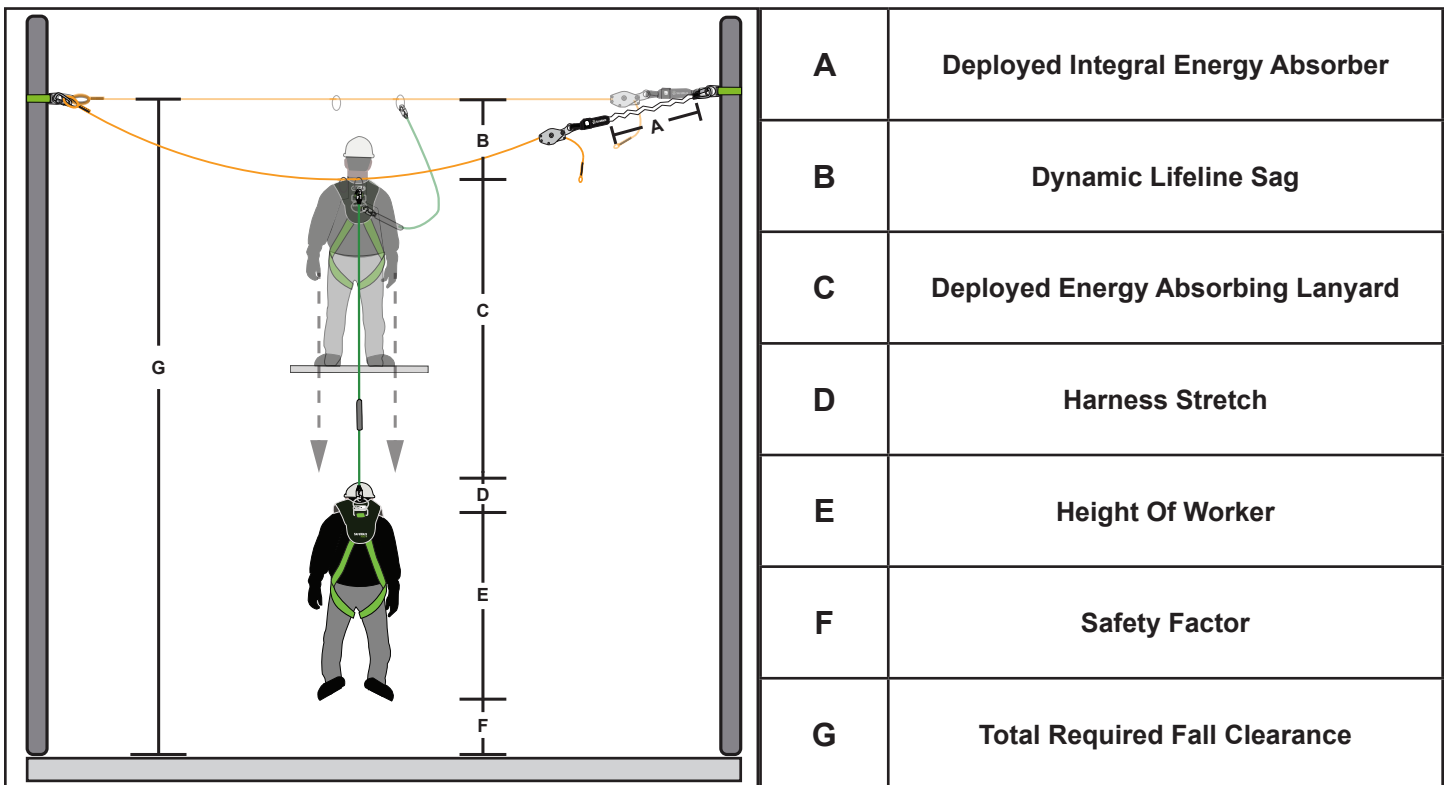 A
B
C
D
E
F
G
A Deployed Integral Energy Absorber
B Dynamic Lifeline Sag
C Deployed Energy Absorbing Lanyard
D Harness Stretch
E Height Of Worker
F Safety Factor
G Total Required Fall Clearance